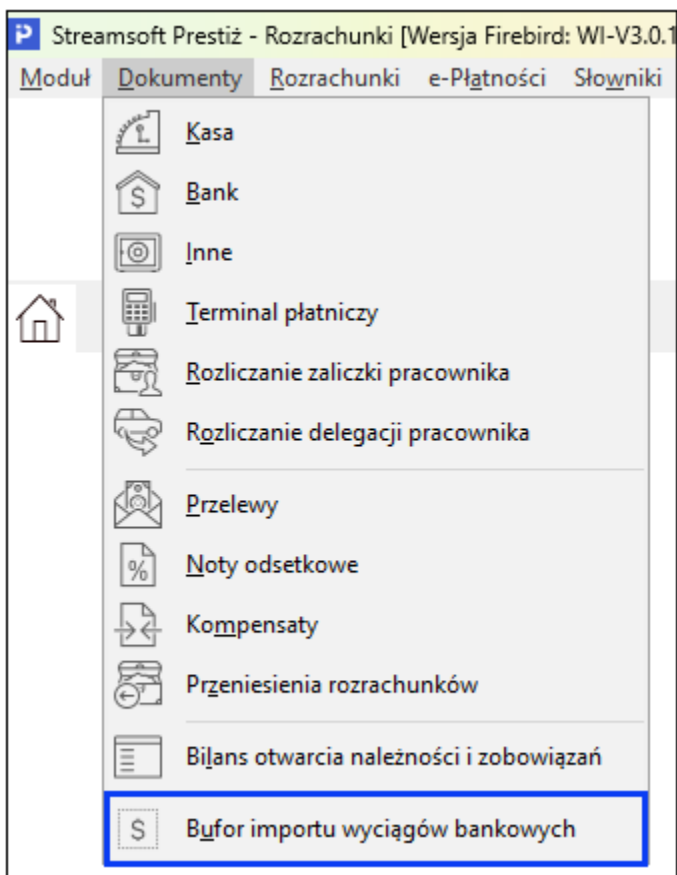 Streamsoft Prestiż - Rozrachunki [Wersja Firebird: WI-V3.0.1
Moduł Dokumenty Rozrachunki e-Płatności Słowniki
Kasa
Bank
Inne
Terminal płatniczy
Rozliczanie zaliczki pracownika
Rozliczanie delegacji pracownika
Przelewy
Noty odsetkowe
Kompensaty
Przeniesienia rozrachunków
Bilans otwarcia należności i zobowiązań
Bufor importu wyciągów bankowych